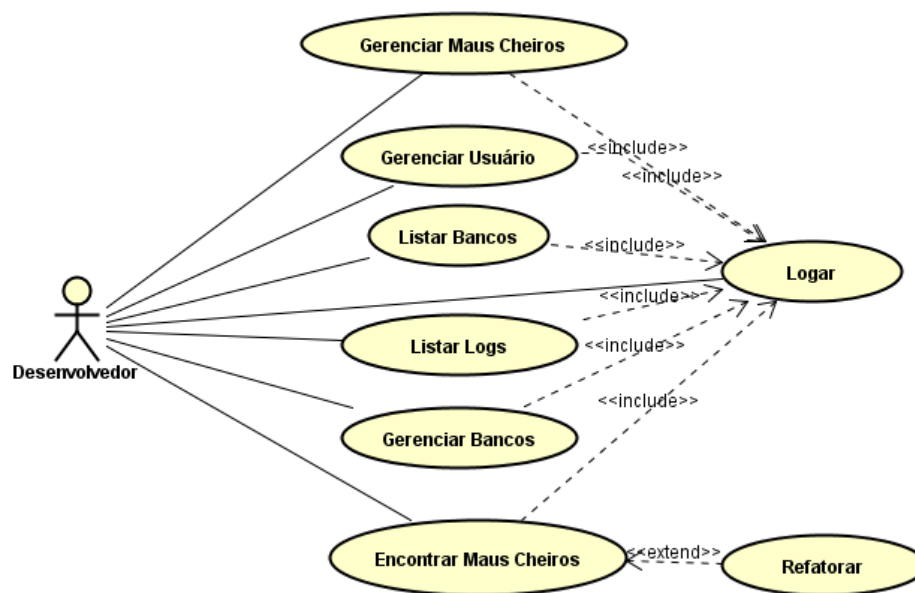 Gerenciar Maus Cheiros
Gerenciar Usuário
<<include>>
<<include>>
Listar Bancos
<<include>>
Logar
<<include>>
Listar Logs
<<include>>
Desenvolvedor
<<include>>
Gerenciar Bancos
Encontrar Maus Cheiros
<<extend>>
Refatorar